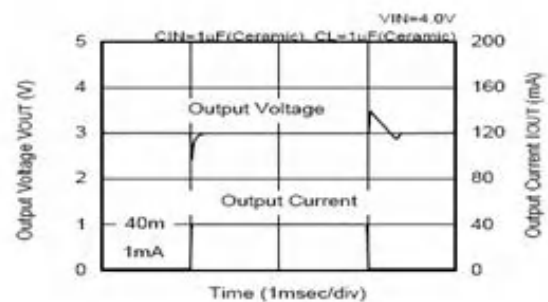 VIN=4.0V
CIN=1uF(Ceramic), CL=1uF(Ceramic)
5 200
4 160
3 120
2 80
1 40
0 0
Output Voltage
Output Current
40m
1mA
Output Voltage VOUT (V)
Output Current IOUT (mA)
Time (1msec/div)